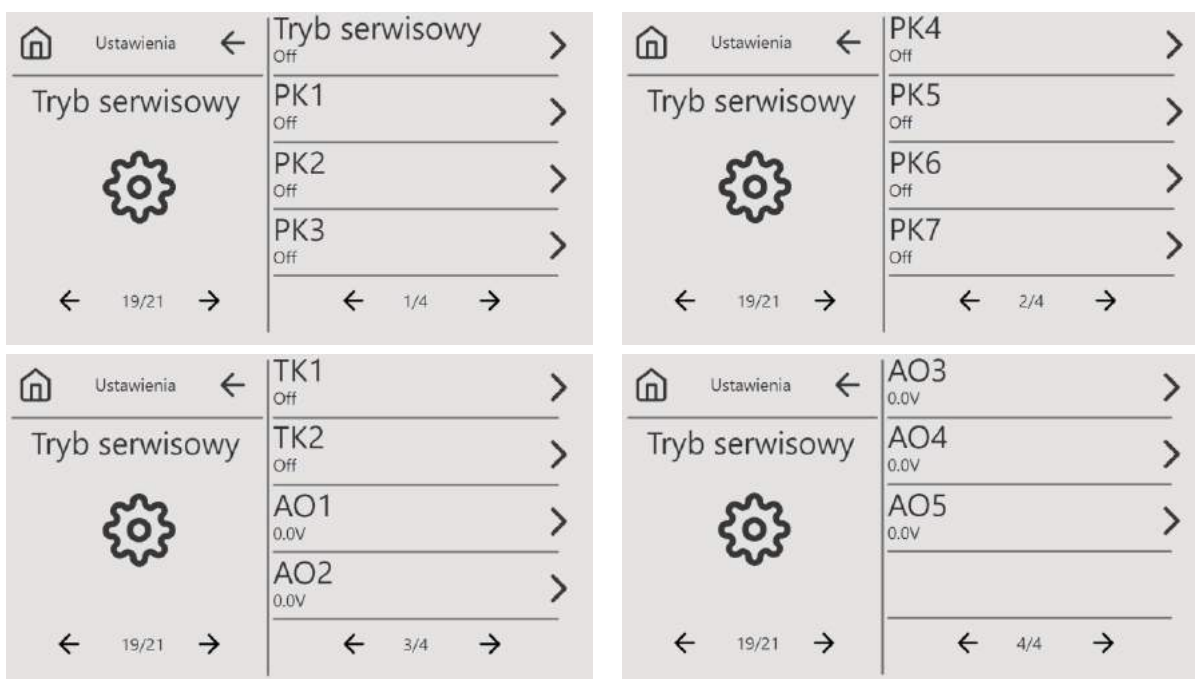 Ustawienia
Tryb serwisowy
19/21
Tryb serwisowy
Off
PK1
Off
PK2
Off
PK3
Off
1/4
Ustawienia
Tryb serwisowy
19/21
PK4
Off
PK5
Off
PK6
Off
PK7
Off
2/4
Ustawienia
Tryb serwisowy
19/21
TK1
Off
TK2
Off
AO1
0.0V
AO2
0.0V
3/4
Ustawienia
Tryb serwisowy
19/21
AO3
0.0V
AO4
0.0V
AO5
0.0V
4/4